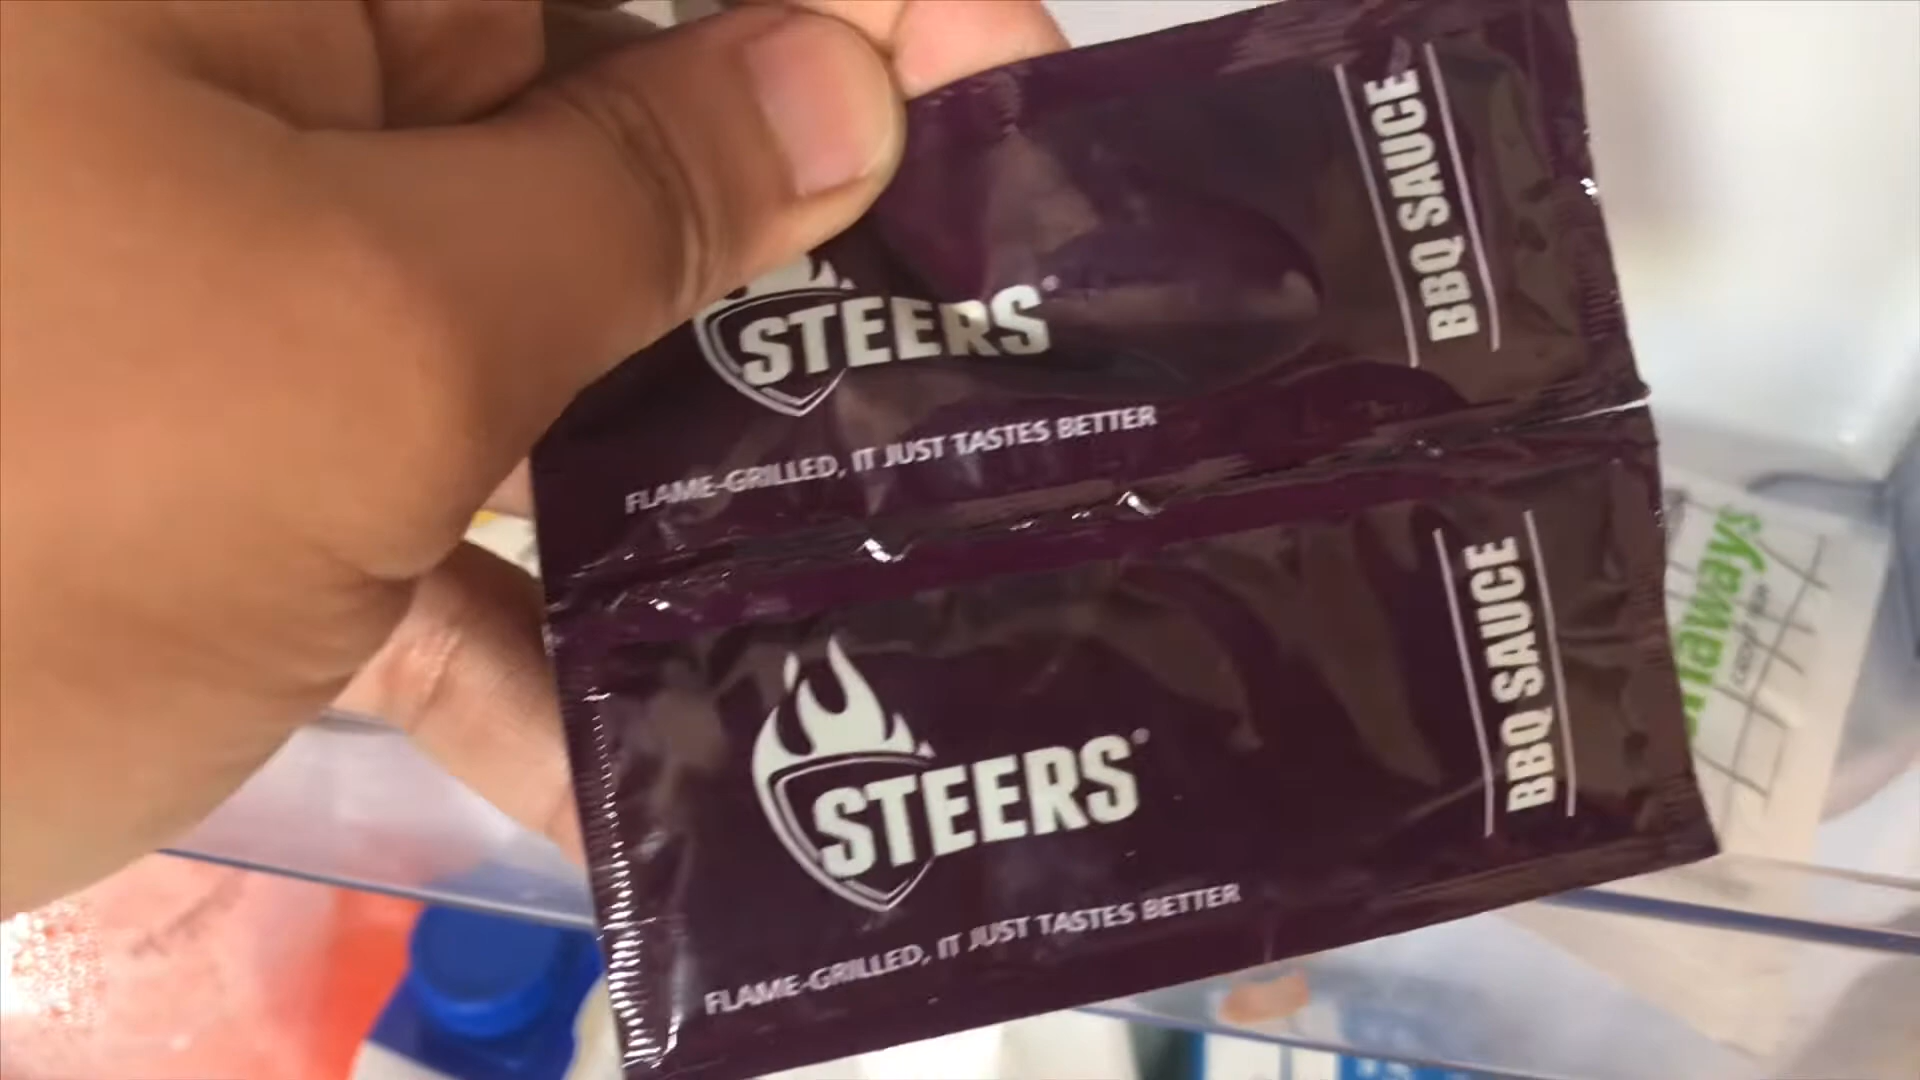 STEERS®
FLAME-GRILLED, IT JUST TASTES BETTER
BBQ SAUCE
STEERS®
FLAME-GRILLED, IT JUST TASTES BETTER
BBQ SAUCE